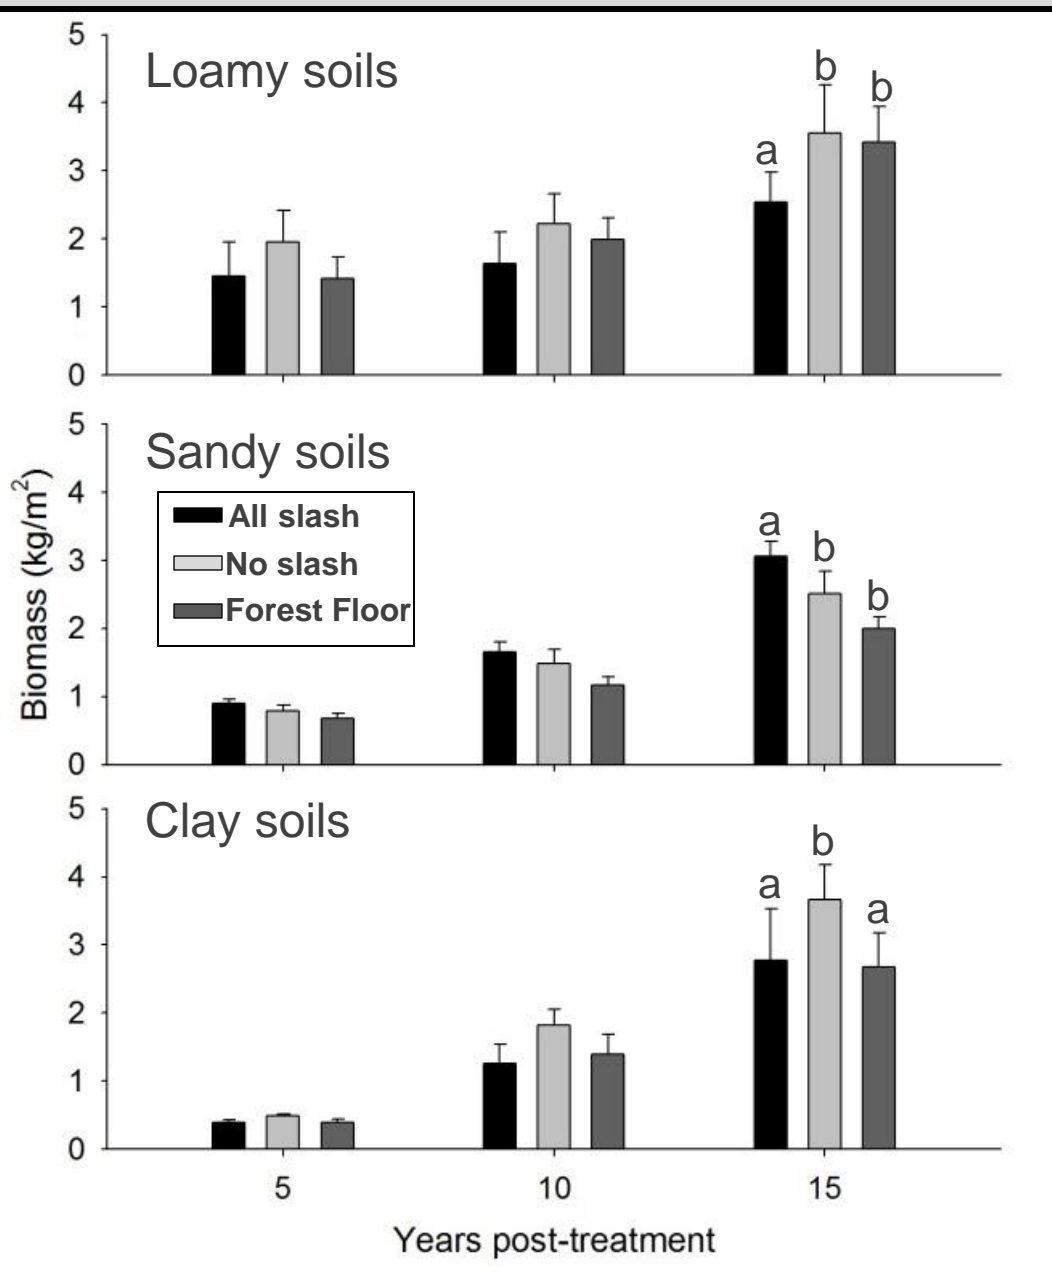 5
Loamy soils
4
3
2
1
0
b
b
a
5
Sandy soils
4
3
2
1
0
All slash
No slash
Forest Floor
a
b
b
Biomass (kg/m²)
5
Clay soils
4
3
2
1
0
b
a
a
5 10 15
Years post-treatment